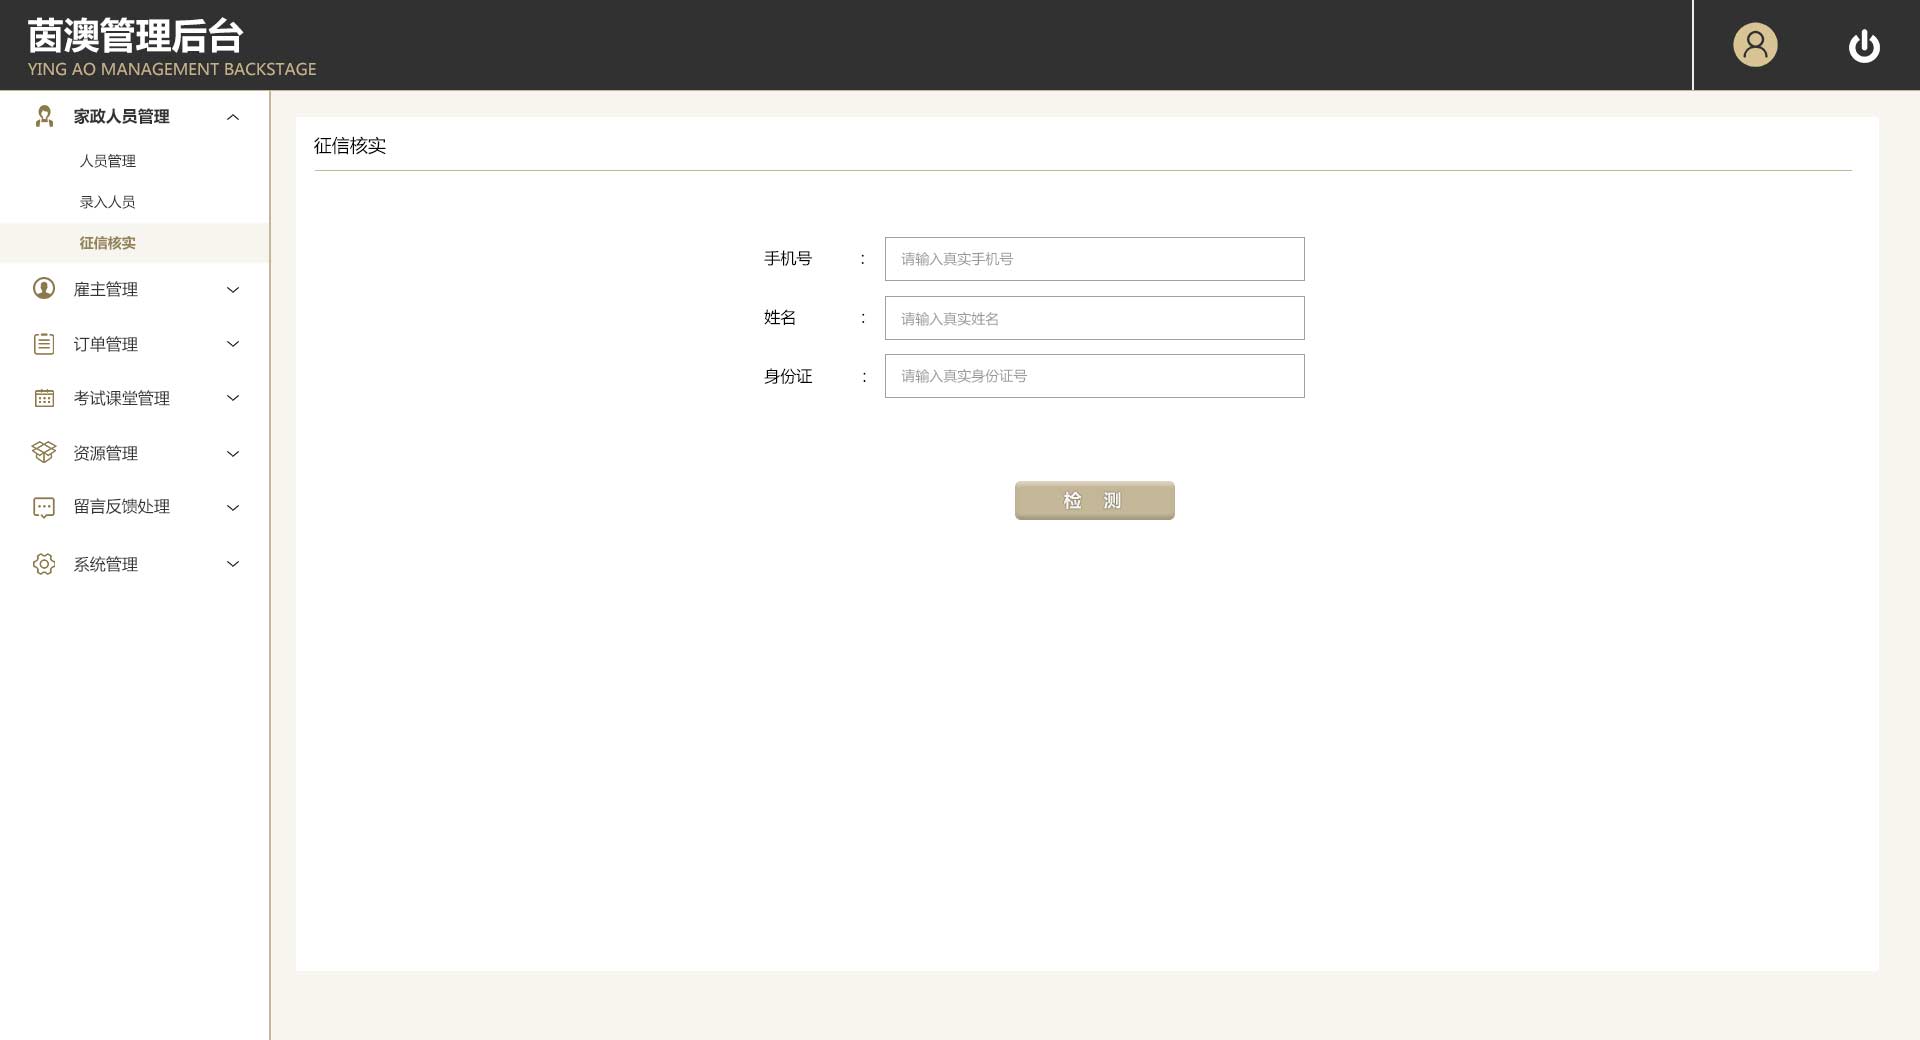 茵澳管理后台
YING AO MANAGEMENT BACKSTAGE
家政人员管理
人员管理
录入人员
征信核实
雇主管理
订单管理
考试课堂管理
资源管理
留言反馈处理
系统管理
征信核实
手机号 : 请输入真实手机号
姓名 : 请输入真实姓名
身份证 : 请输入真实身份证号
检 测